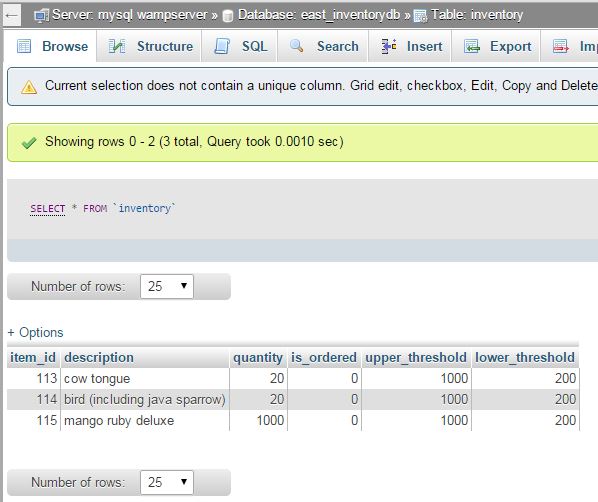 Server: mysql wampserver » Database: east_inventorydb » Table: inventory
Browse Structure SQL Search Insert Export Imp
Current selection does not contain a unique column. Grid edit, checkbox, Edit, Copy and Delete
Showing rows 0 - 2 (3 total, Query took 0.0010 sec)
SELECT * FROM `inventory`
Number of rows: 25
+ Options
item_id description quantity is_ordered upper_threshold lower_threshold
113 cow tongue 20 0 1000 200
114 bird (including java sparrow) 20 0 1000 200
115 mango ruby deluxe 1000 0 1000 200
Number of rows: 25